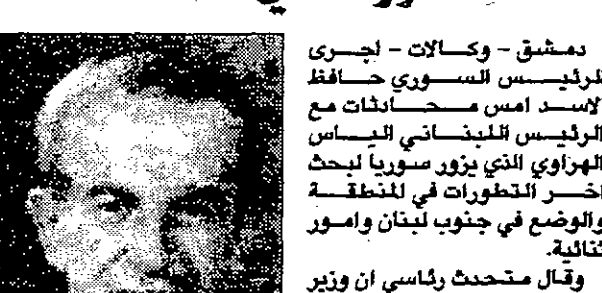 دمشق - وكالات - اجرى
الرئيس السوري حافظ
الاسد امس محادثات مع
الرئيس اللبناني الياس
الهراوي الذي يزور سوريا لبحث
اخر التطورات في المنطقة
والوضع في جنوب لبنان وامور
ثنائية.
وقال متحدث رئاسي ان وزير